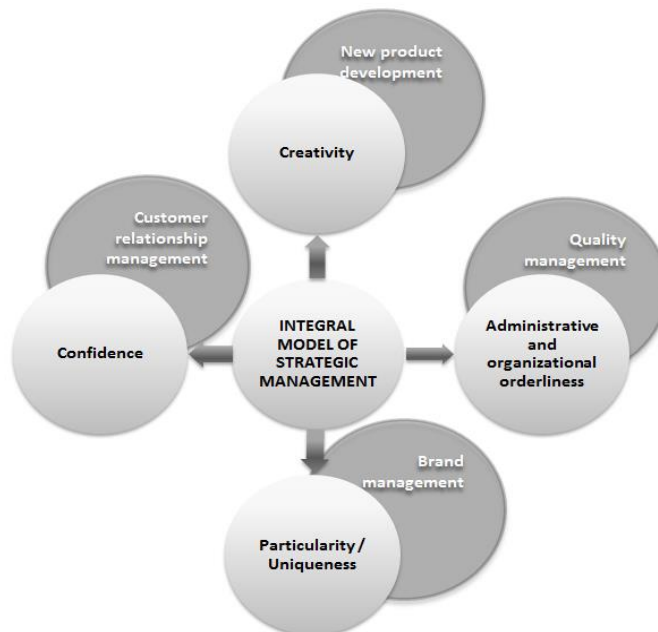 New product
development
Creativity
Customer
relationship
management
Confidence
INTEGRAL
MODEL OF
STRATEGIC
MANAGEMENT
Quality
management
Administrative
and
organizational
orderliness
Brand
management
Particularity /
Uniqueness